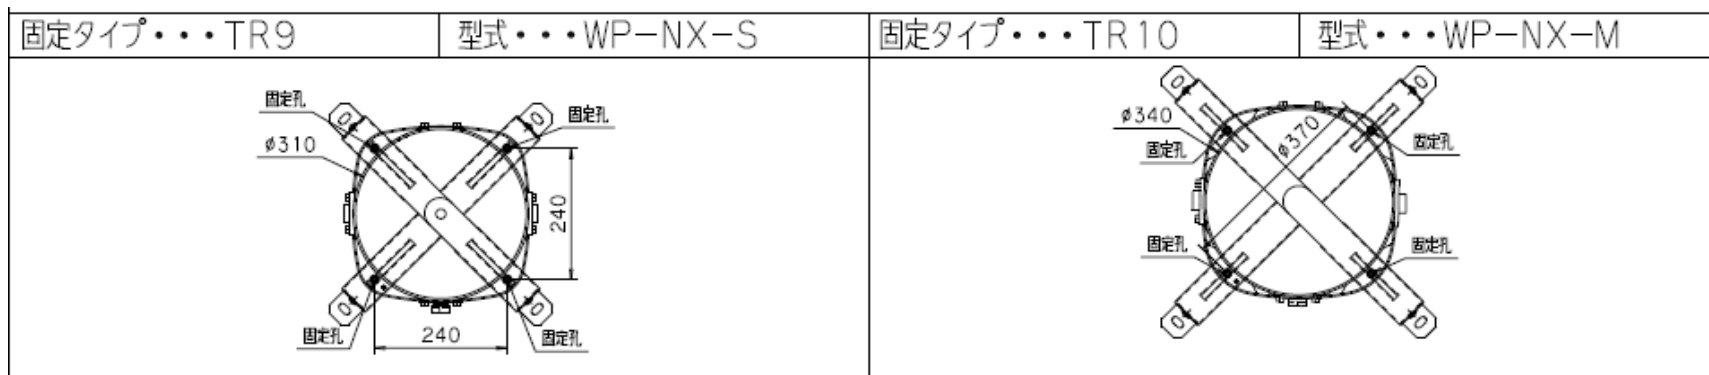 固定タイプ・・・TR9
型式・・・WP-NX-S
固定タイプ・・・TR10
型式・・・WP-NX-M
固定孔
固定孔
φ310
240
固定孔
240
固定孔
φ340
φ370
固定孔
固定孔
固定孔
固定孔